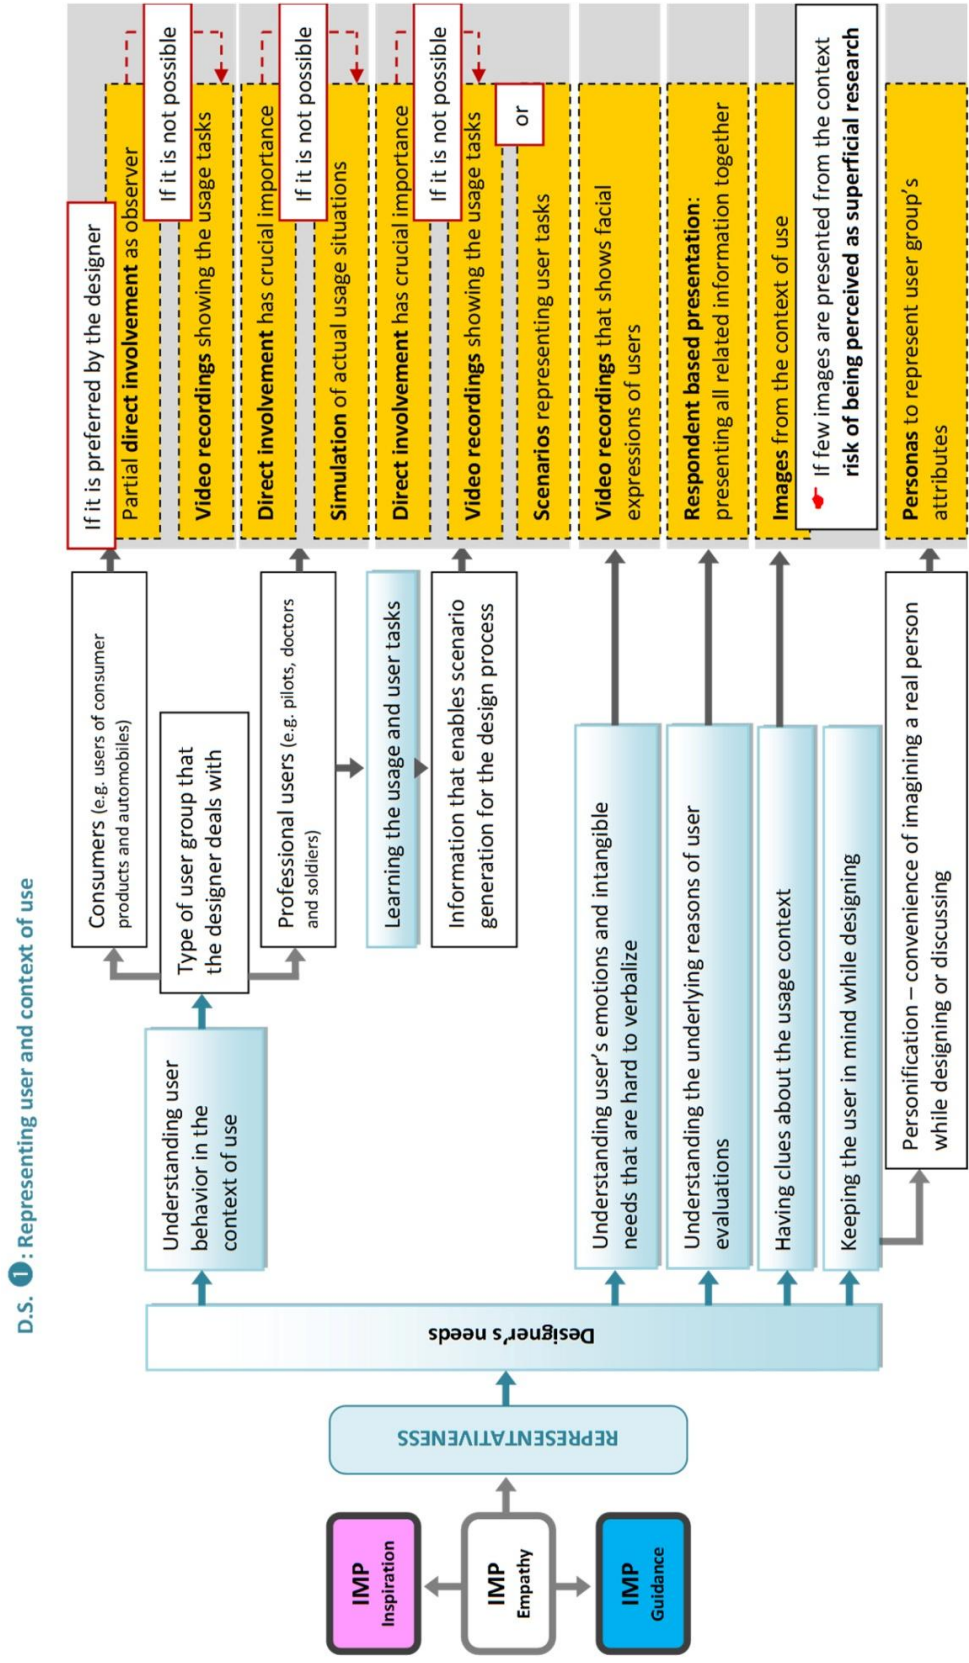 D.S. 1 : Representing user and context of use
IMP
Inspiration
IMP
Empathy
IMP
Guidance
REPRESENTATIVENESS
Designer's needs
Understanding user
behavior in the
context of use
Type of user group that
the designer deals with
Consumers (e.g. users of consumer
products and automobiles)
Professional users (e.g. pilots, doctors
and soldiers)
Learning the usage and user tasks
Information that enables scenario
generation for the design process
Understanding user's emotions and intangible
needs that are hard to verbalize
Understanding the underlying reasons of user
evaluations
Having clues about the usage context
Keeping the user in mind while designing
Personification – convenience of imagining a real person
while designing or discussing
If it is preferred by the designer
Partial direct involvement as observer
If it is not possible
Video recordings showing the usage tasks
Direct involvement has crucial importance
If it is not possible
Simulation of actual usage situations
Direct involvement has crucial importance
If it is not possible
Video recordings showing the usage tasks
or
Scenarios representing user tasks
Video recordings that shows facial
expressions of users
Respondent based presentation:
presenting all related information together
Images from the context of use
If few images are presented from the context
risk of being perceived as superficial research
Personas to represent user group's
attributes